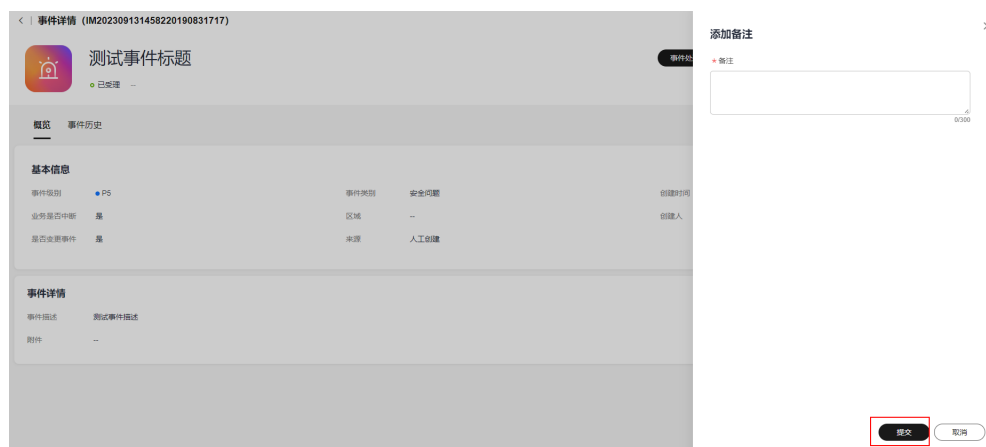 < | 事件详情（IM202309131458220190831717）
测试事件标题
已受理 --
事件处
概览 事件历史
基本信息
事件级别 P5 事件类别 安全问题 创建时间
业务是否中断 是 区域 -- 创建人
是否变更事件 是 来源 人工创建
事件详情
事件描述 测试事件描述
附件 --
添加备注
* 备注
0/300
提交 取消